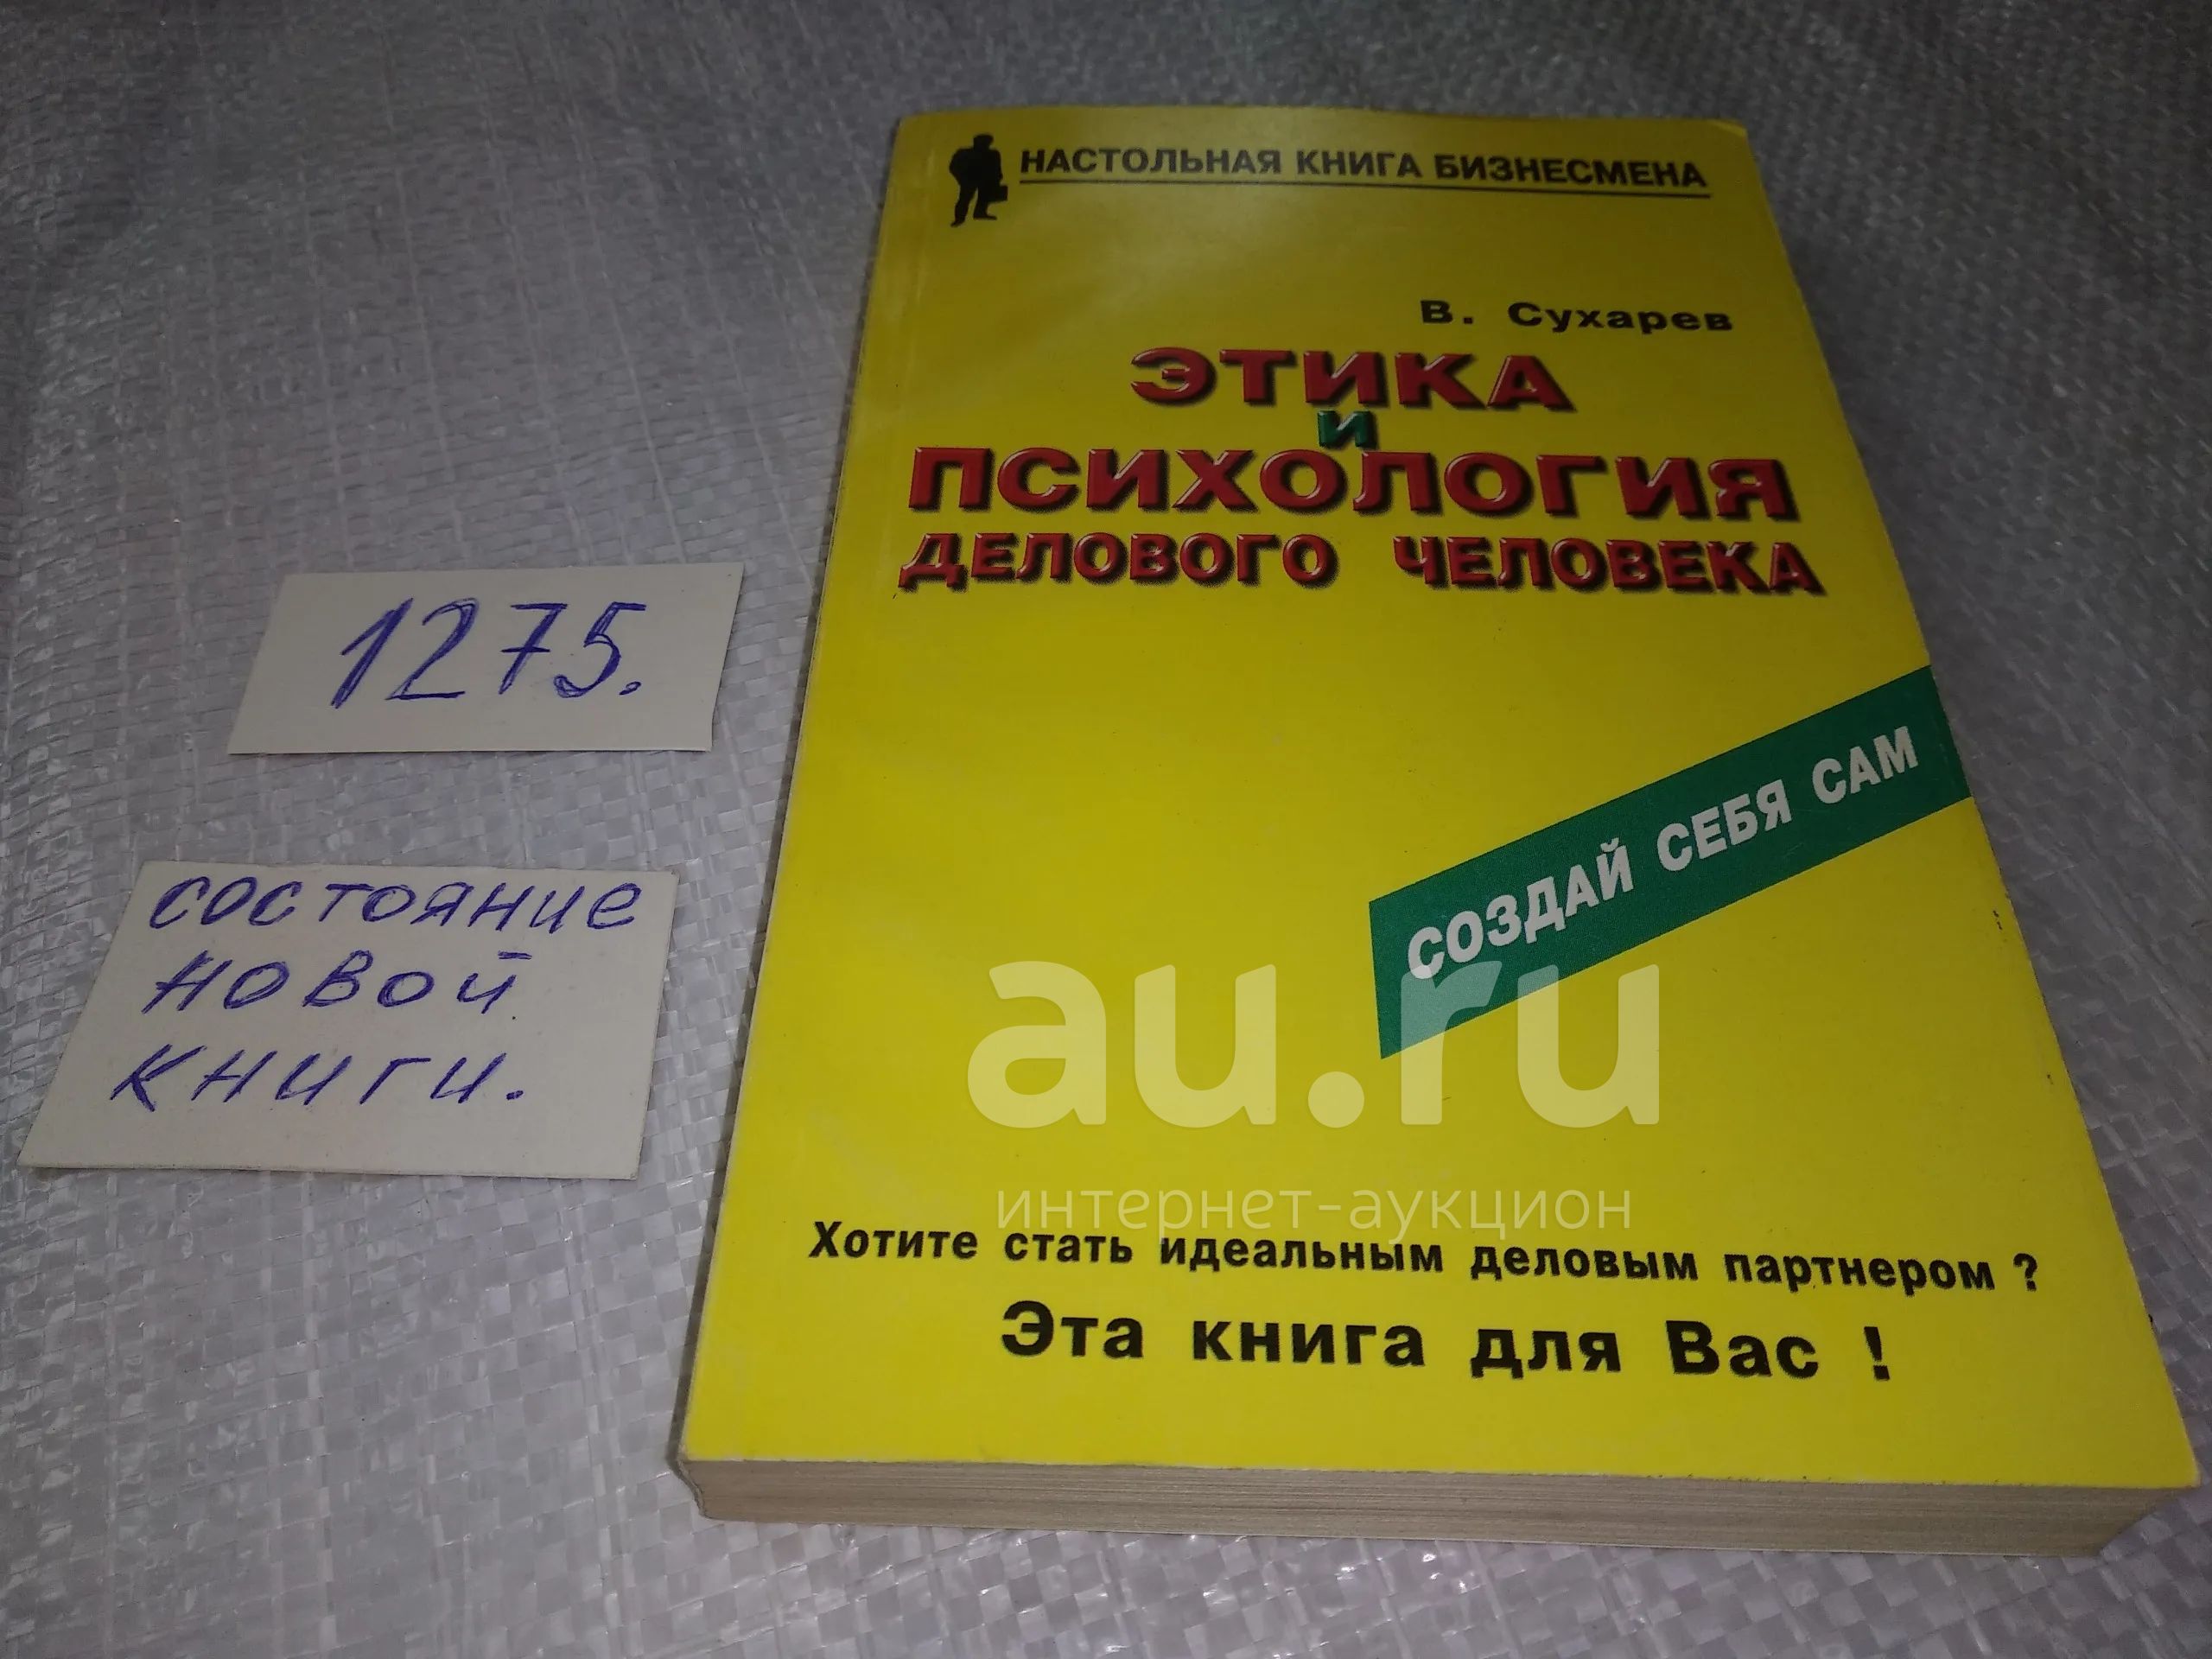 НАСТОЛЬНАЯ КНИГА БИЗНЕСМЕНА
В. Сухарев
ЭТИКА
И
ПСИХОЛОГИЯ
ДЕЛОВОГО ЧЕЛОВЕКА
СОЗДАЙ СЕБЯ САМ
Хотите стать идеальным деловым партнером ?
Эта книга для Вас !
1275.
состояние
новой
книги.
au.ru
интернет-аукцион